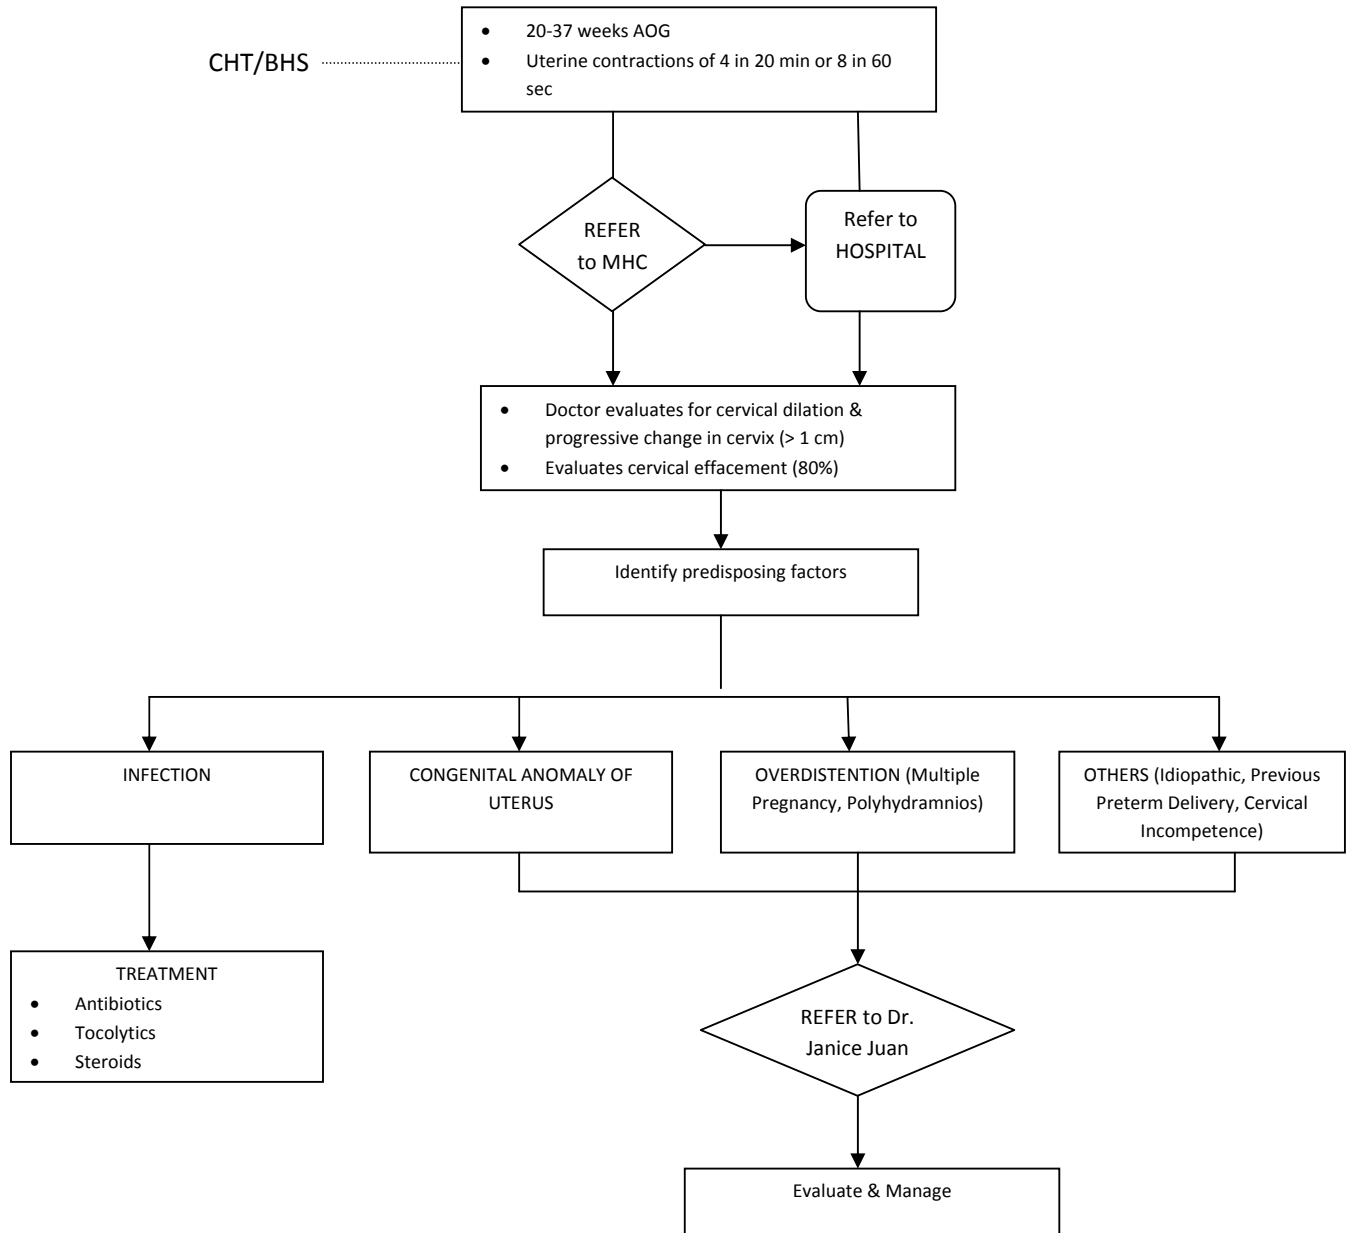 • 20-37 weeks AOG
• Uterine contractions of 4 in 20 min or 8 in 60
sec
CHT/BHS
REFER
to MHC
Refer to
HOSPITAL
• Doctor evaluates for cervical dilation &
progressive change in cervix (> 1 cm)
• Evaluates cervical effacement (80%)
Identify predisposing factors
INFECTION
CONGENITAL ANOMALY OF
UTERUS
OVERDISTENTION (Multiple
Pregnancy, Polyhydramnios)
OTHERS (Idiopathic, Previous
Preterm Delivery, Cervical
Incompetence)
TREATMENT
• Antibiotics
• Tocolytics
• Steroids
REFER to Dr.
Janice Juan
Evaluate & Manage